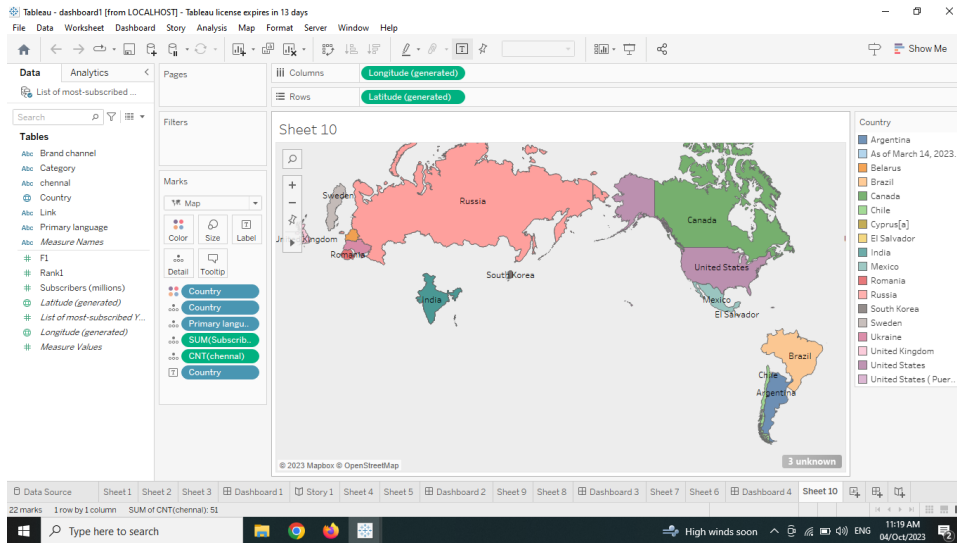 Tableau - dashboard1 [from LOCALHOST] - Tableau license expires in 13 days
File Data Worksheet Dashboard Story Analysis Map Format Server Window Help
Show Me
Data Analytics
List of most-subscribed ...
Search
Tables
Abc Brand channel
Abc Category
Abc chennal
Country
Abc Link
Abc Primary language
Abc Measure Names
F1
Rank1
Subscribers (millions)
Latitude (generated)
List of most-subscribed Y...
Longitude (generated)
Measure Values
Pages
Filters
Marks
Map
Color Size Label
Detail Tooltip
Country
Country
Primary langu..
SUM(Subscrib..
CNT(chennal)
Country
Columns Longitude (generated)
Rows Latitude (generated)
Sheet 10
Sweden
Russia
Canada
Kingdom
Romania
South Korea
United States
India
Mexico
El Salvador
Brazil
Chile
Argentina
© 2023 Mapbox © OpenStreetMap
3 unknown
Country
Argentina
As of March 14, 2023.
Belarus
Brazil
Canada
Chile
Cyprus[a]
El Salvador
India
Mexico
Romania
Russia
South Korea
Sweden
Ukraine
United Kingdom
United States
United States ( Puer..
Data Source Sheet 1 Sheet 2 Sheet 3 Dashboard 1 Story 1 Sheet 4 Sheet 5 Dashboard 2 Sheet 9 Sheet 8 Dashboard 3 Sheet 7 Sheet 6 Dashboard 4 Sheet 10
22 marks 1 row by 1 column SUM of CNT(chennal): 51
Type here to search
High winds soon
ENG
11:19 AM
04/Oct/2023
2